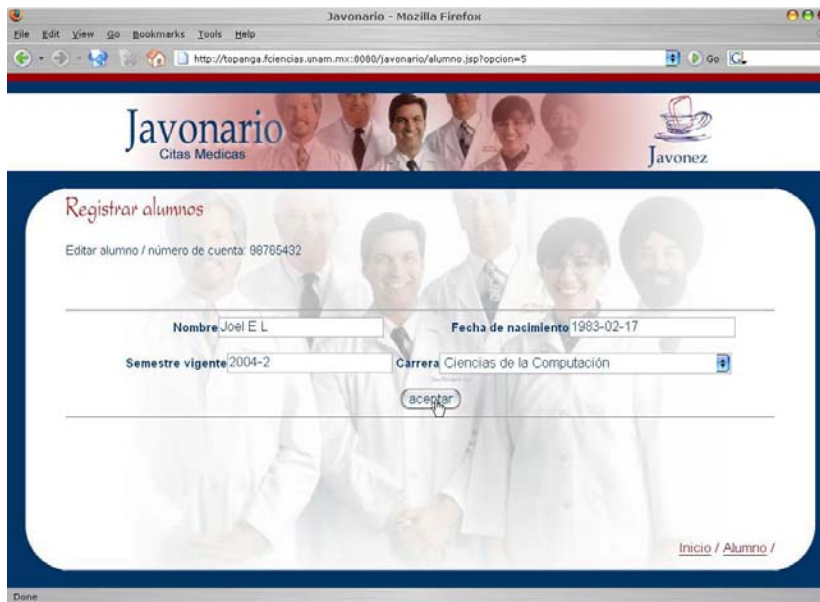 Javonario - Mozilla Firefox
File Edit View Go Bookmarks Tools Help
http://topanga.fciencias.unam.mx:8080/javonario/alumno.jsp?opcion=5 Go
Javonario
Citas Medicas
Javonez
Registrar alumnos
Editar alumno / número de cuenta: 98765432
Nombre Joel E L Fecha de nacimiento 1983-02-17
Semestre vigente 2004-2 Carrera Ciencias de la Computación
aceptar
Inicio / Alumno /
Done